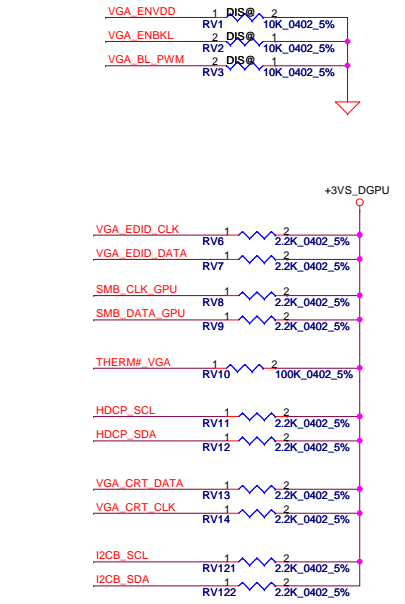 VGA_ENVDD 1 DIS@ 2
RV1 10K_0402_5%
VGA_ENBKL 2 DIS@ 1
RV2 10K_0402_5%
VGA_BL_PWM 2 DIS@ 1
RV3 10K_0402_5%
+3VS_DGPU
VGA_EDID_CLK 1 2
RV6 2.2K_0402_5%
VGA_EDID_DATA 1 2
RV7 2.2K_0402_5%
SMB_CLK_GPU 1 2
RV8 2.2K_0402_5%
SMB_DATA_GPU 1 2
RV9 2.2K_0402_5%
THERM#_VGA 1 2
RV10 100K_0402_5%
HDCP_SCL 1 2
RV11 2.2K_0402_5%
HDCP_SDA 1 2
RV12 2.2K_0402_5%
VGA_CRT_DATA 1 2
RV13 2.2K_0402_5%
VGA_CRT_CLK 1 2
RV14 2.2K_0402_5%
I2CB_SCL 1 2
RV121 2.2K_0402_5%
I2CB_SDA 1 2
RV122 2.2K_0402_5%